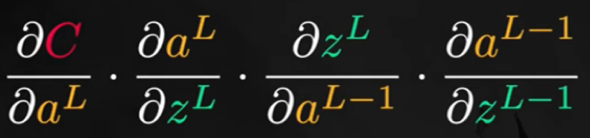 ∂C/∂a^L · ∂a^L/∂z^L · ∂z^L/∂a^{L-1} · ∂a^{L-1}/∂z^{L-1}